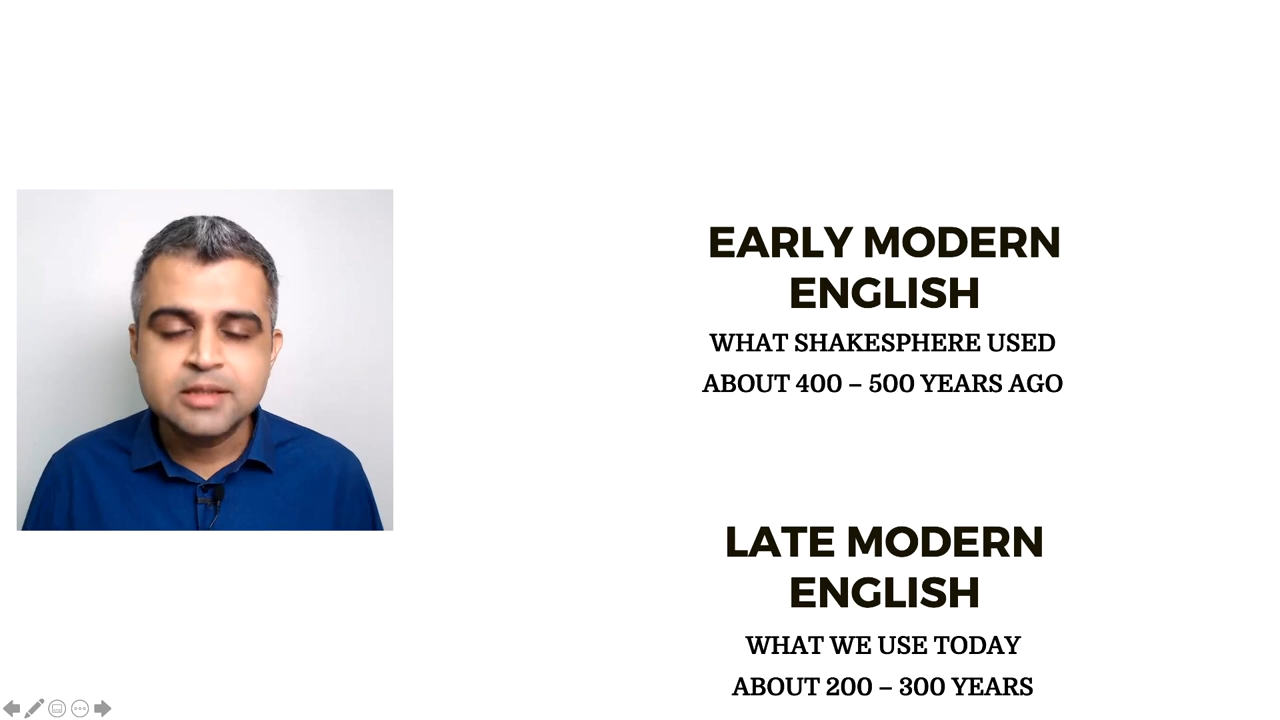 EARLY MODERN
ENGLISH
WHAT SHAKESPHERE USED
ABOUT 400 – 500 YEARS AGO
LATE MODERN
ENGLISH
WHAT WE USE TODAY
ABOUT 200 – 300 YEARS